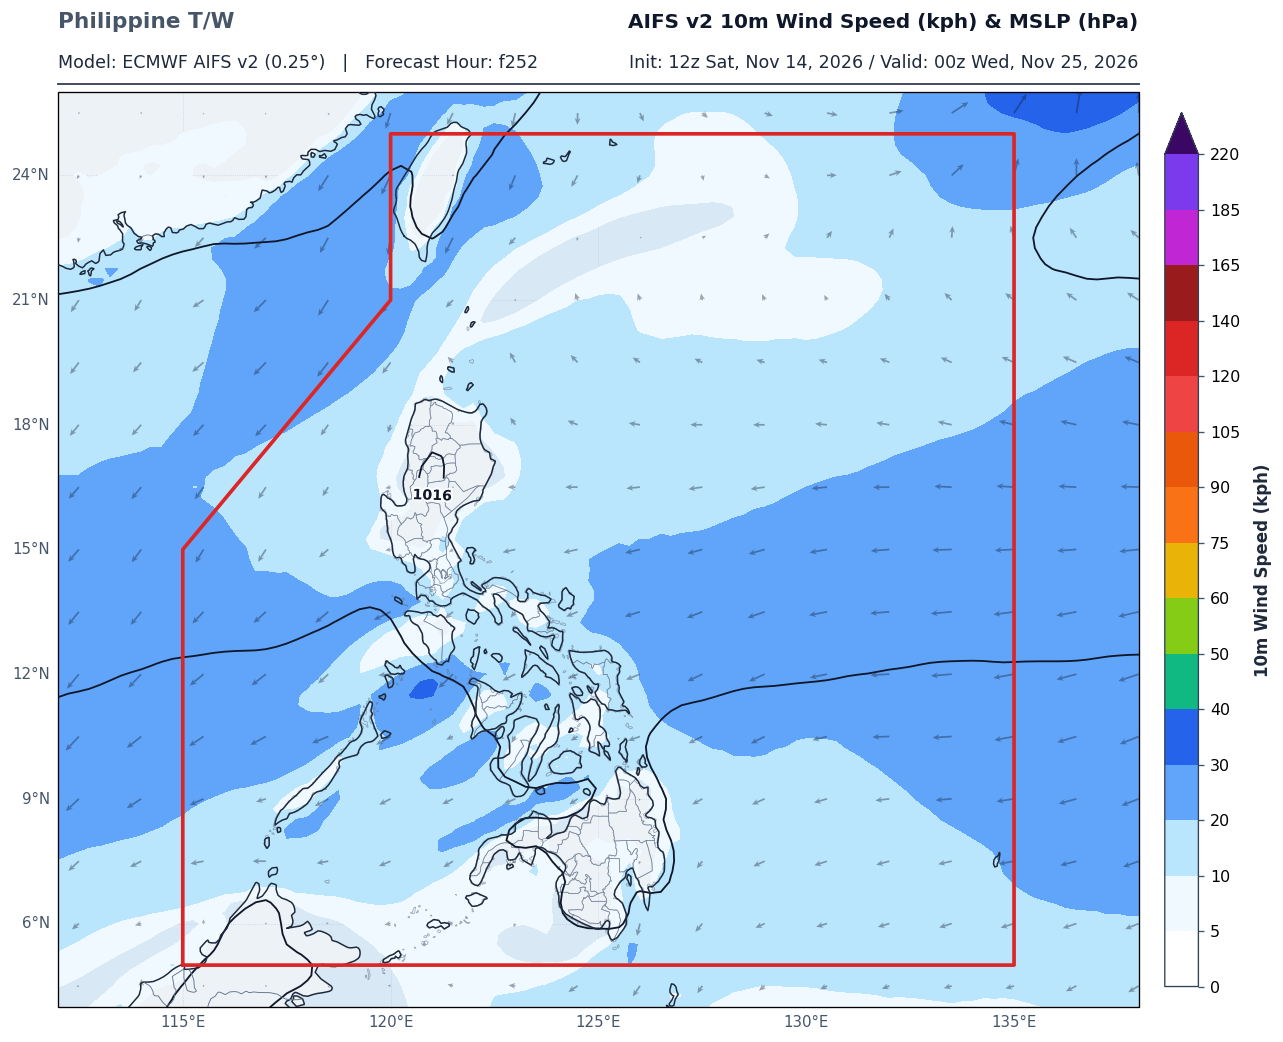 Philippine T/W
AIFS v2 10m Wind Speed (kph) & MSLP (hPa)
Model: ECMWF AIFS v2 (0.25°) | Forecast Hour: f252
Init: 12z Sat, Nov 14, 2026 / Valid: 00z Wed, Nov 25, 2026
24°N
21°N
18°N
15°N
12°N
9°N
6°N
1016
115°E
120°E
125°E
130°E
135°E
220
185
165
140
120
105
90
75
60
50
40
30
20
10
5
0
10m Wind Speed (kph)